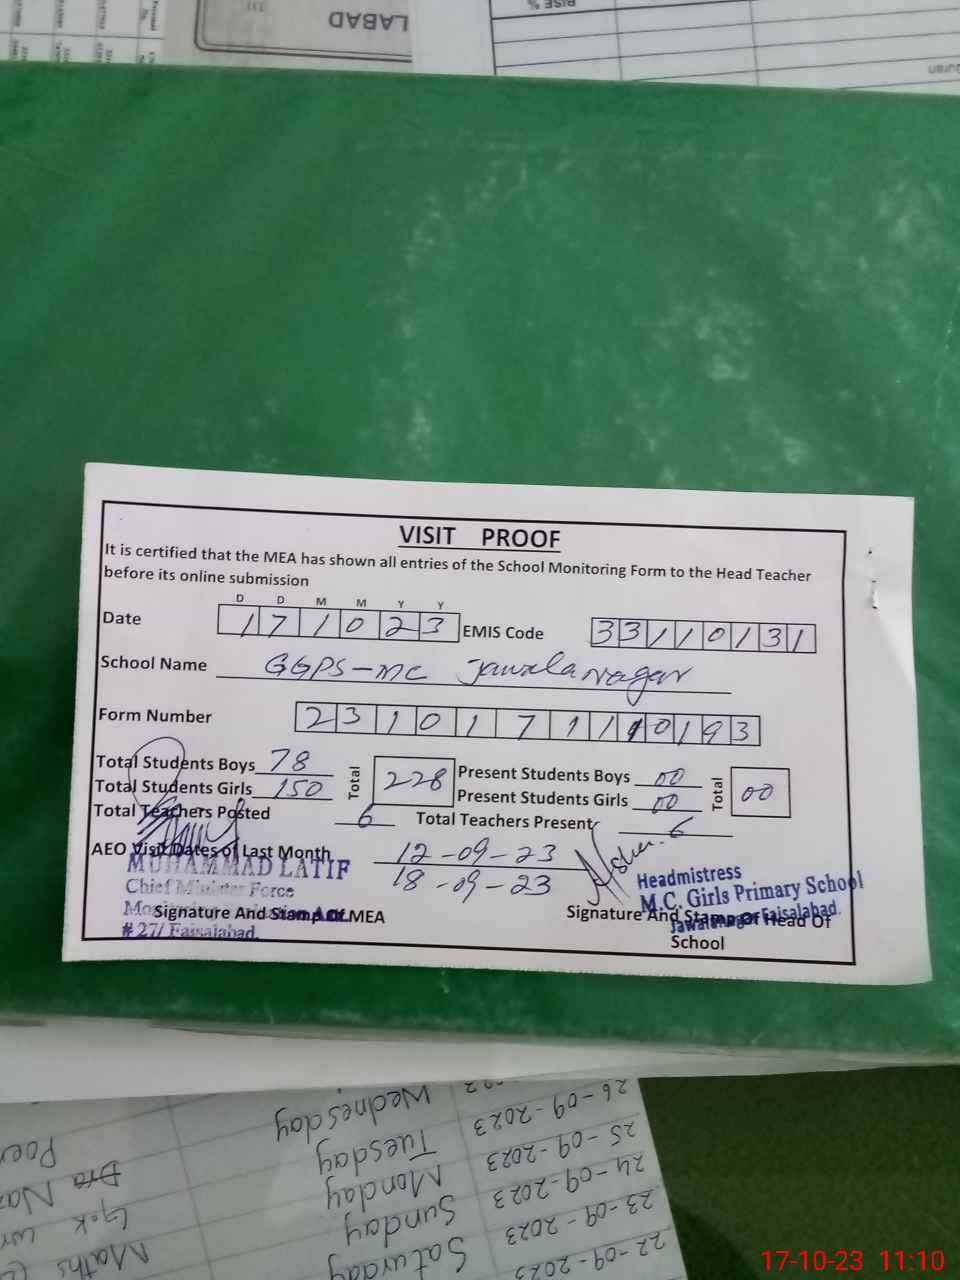 LABAD
RISE %
VISIT PROOF
It is certified that the MEA has shown all entries of the School Monitoring Form to the Head Teacher
before its online submission
D D M M Y Y
Date 1 7 1 0 2 3 EMIS Code 3 3 1 1 0 1 3 1
School Name GGPS-MC Jawala nagar
Form Number 2 3 1 0 1 7 1 1 1 0 1 9 3
Total Students Boys 78 Total 228 Present Students Boys 00 Total 00
Total Students Girls 150 Present Students Girls 00
Total Teachers Posted 6 Total Teachers Present 6
AEO Visit Dates of Last Month 12-09-23
18-09-23
MUHAMMAD LATIF
Chief Minister Force
#27/ Faisalabad.
Signature And Stamp Of MEA
Headmistress
M.C. Girls Primary School
Jawalanagar Faisalabad.
Signature And Stamp Of Head Of
School
Wednesday
Tuesday 26-09-2023
Monday 25-09-2023
Sunday 24-09-2023
Saturday 23-09-2023
22-09-2023
Maths
17-10-23 11:10